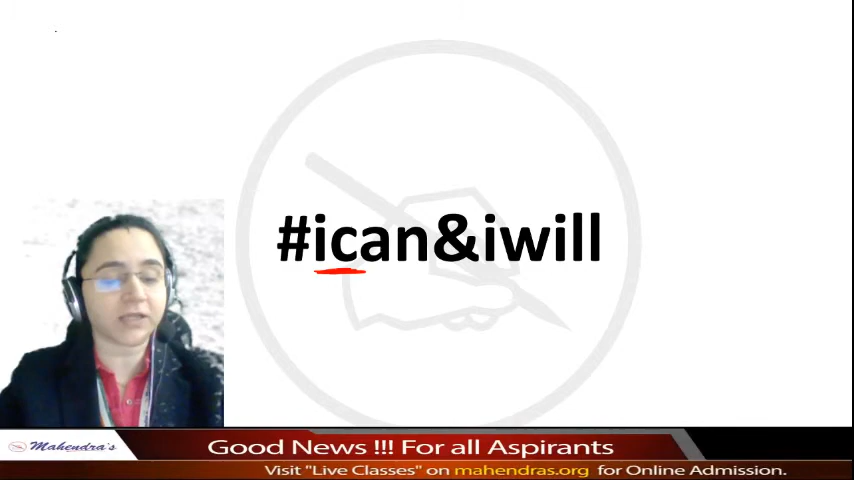 #ican&iwill
Mahendra's
Good News !!! For all Aspirants
Visit "Live Classes" on mahendras.org for Online Admission.